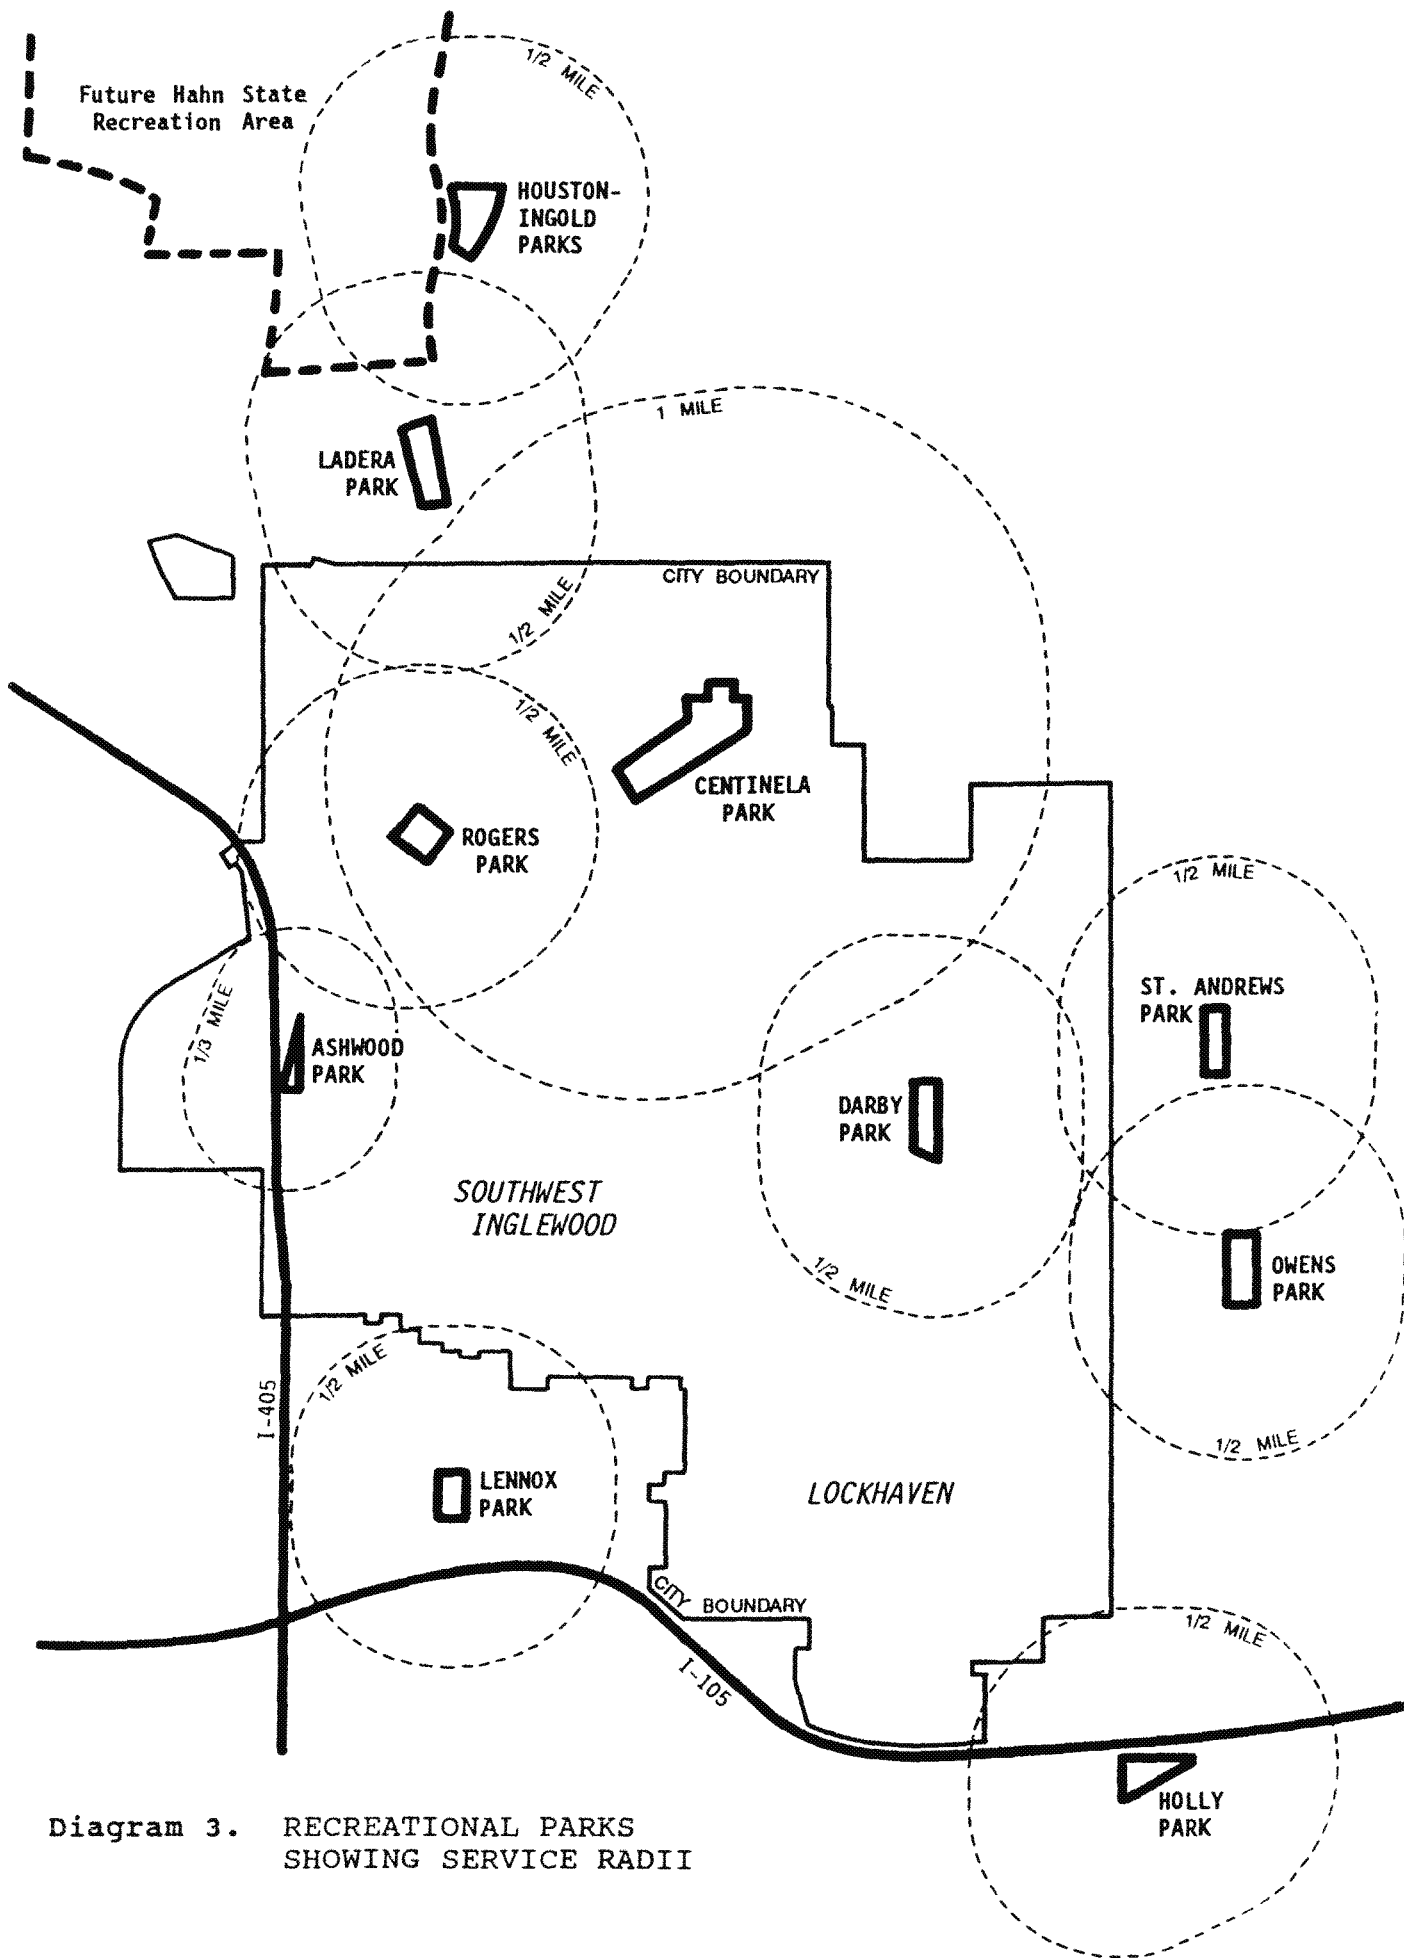 1/2 MILE
Future Hahn State
Recreation Area
HOUSTON-
INGOLD
PARKS
1 MILE
LADERA
PARK
CITY BOUNDARY
1/2 MILE
1/2 MILE
CENTINELA
PARK
ROGERS
PARK
1/2 MILE
ST. ANDREWS
PARK
1/3 MILE
ASHWOOD
PARK
DARBY
PARK
SOUTHWEST
INGLEWOOD
1/2 MILE
OWENS
PARK
1/2 MILE
I-405
1/2 MILE
LENNOX
PARK
LOCKHAVEN
CITY BOUNDARY
1/2 MILE
I-105
HOLLY
PARK
Diagram 3. RECREATIONAL PARKS
SHOWING SERVICE RADII